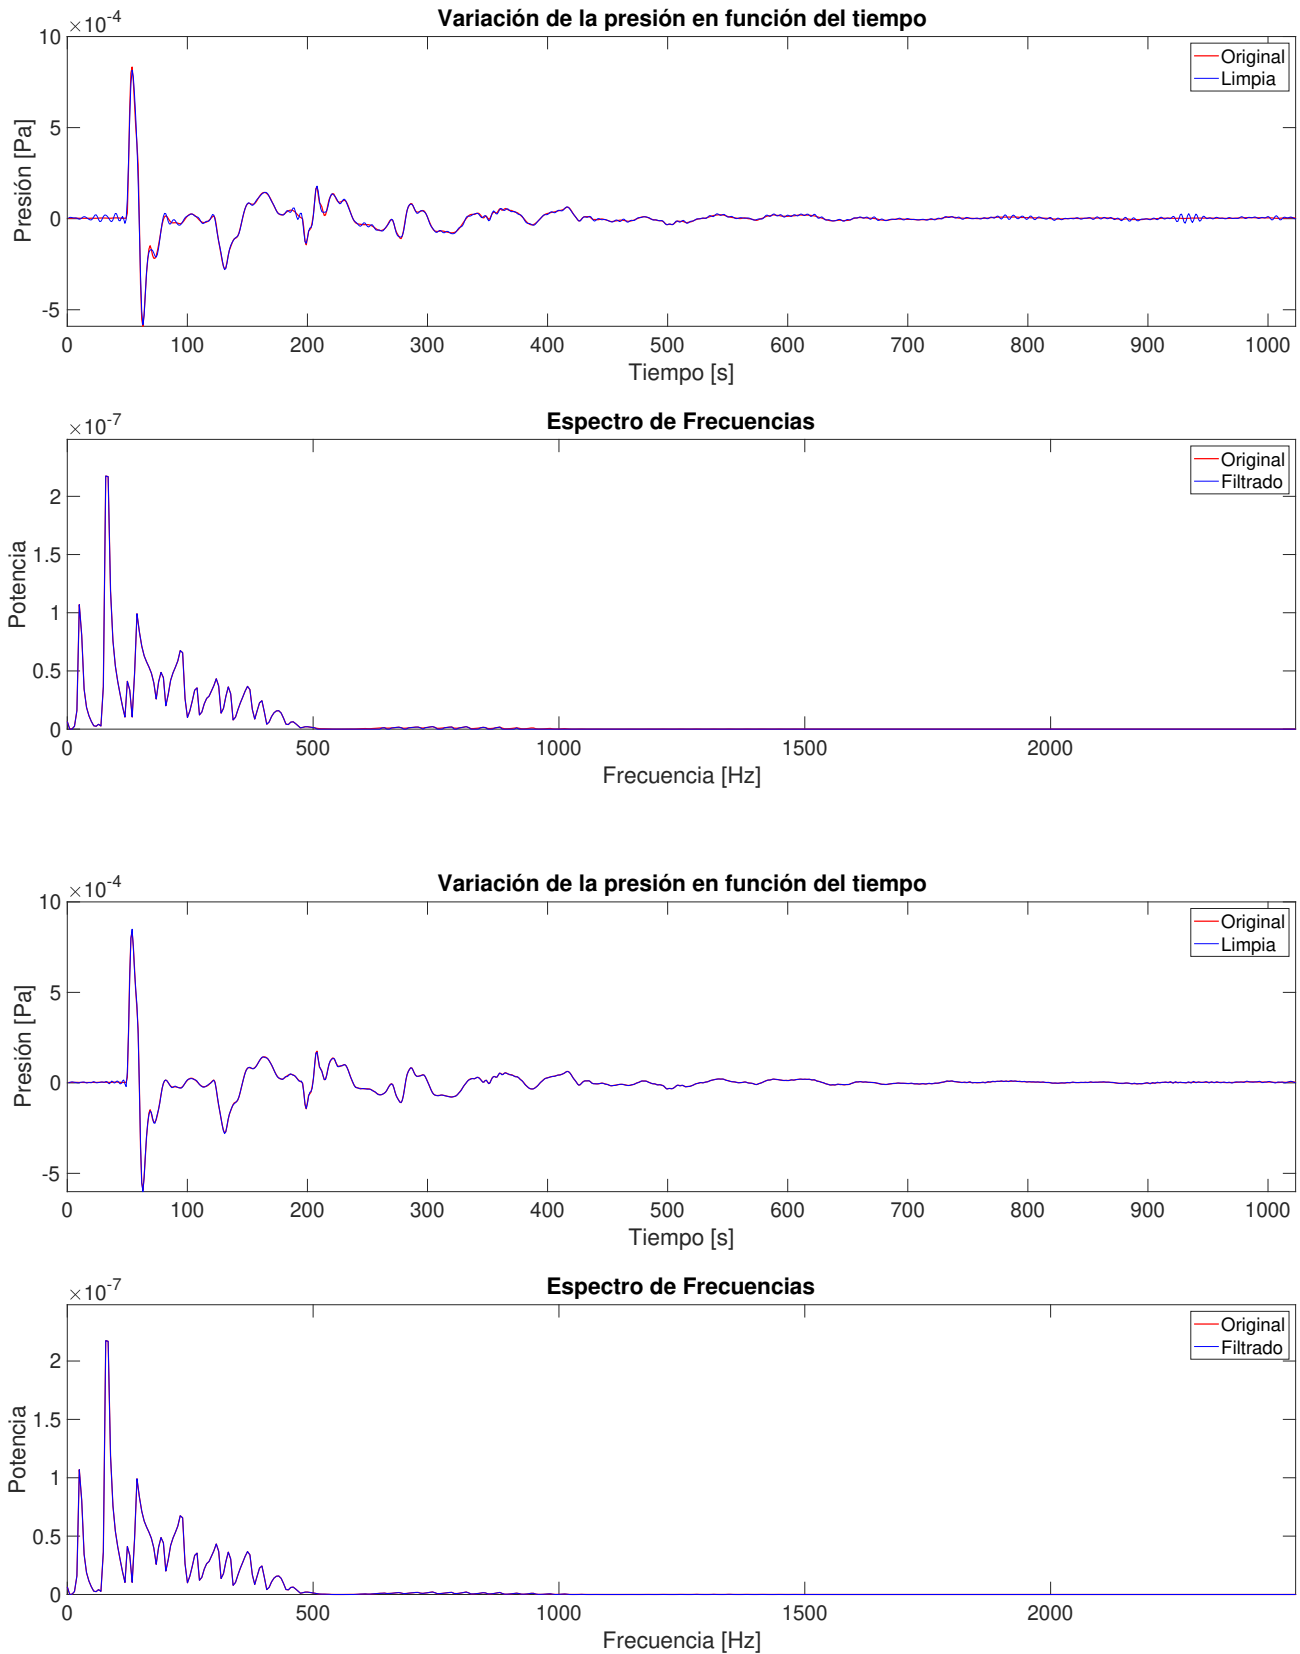 Variación de la presión en función del tiempo
×10-4
10
5
0
-5
Presión [Pa]
Original
Limpia
0 100 200 300 400 500 600 700 800 900 1000
Tiempo [s]
Espectro de Frecuencias
×10-7
2
1.5
1
0.5
0
Potencia
Original
Filtrado
0 500 1000 1500 2000
Frecuencia [Hz]
Variación de la presión en función del tiempo
×10-4
10
5
0
-5
Presión [Pa]
Original
Limpia
0 100 200 300 400 500 600 700 800 900 1000
Tiempo [s]
Espectro de Frecuencias
×10-7
2
1.5
1
0.5
0
Potencia
Original
Filtrado
0 500 1000 1500 2000
Frecuencia [Hz]